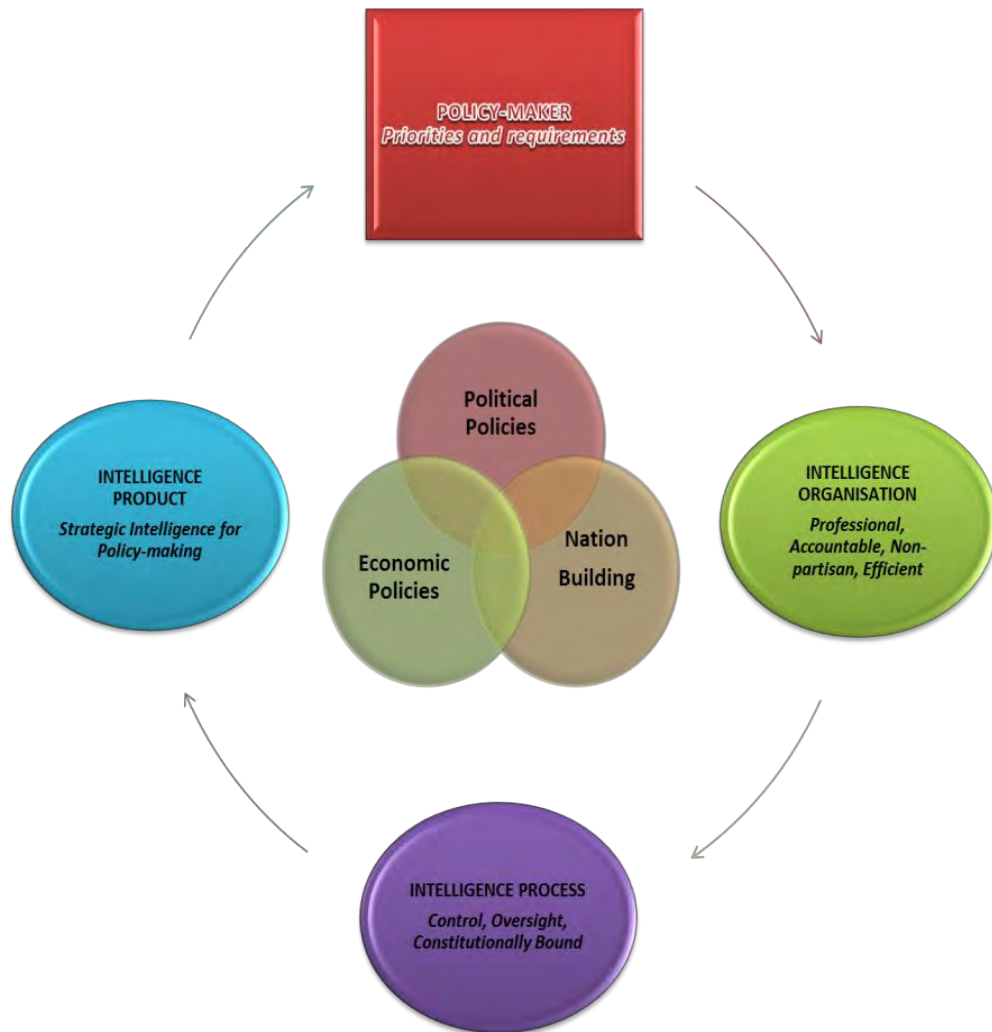 POLICY-MAKER
Priorities and requirements
Political
Policies
Economic
Policies
Nation
Building
INTELLIGENCE
PRODUCT
Strategic Intelligence for
Policy-making
INTELLIGENCE
ORGANISATION
Professional,
Accountable, Non-
partisan, Efficient
INTELLIGENCE PROCESS
Control, Oversight,
Constitutionally Bound